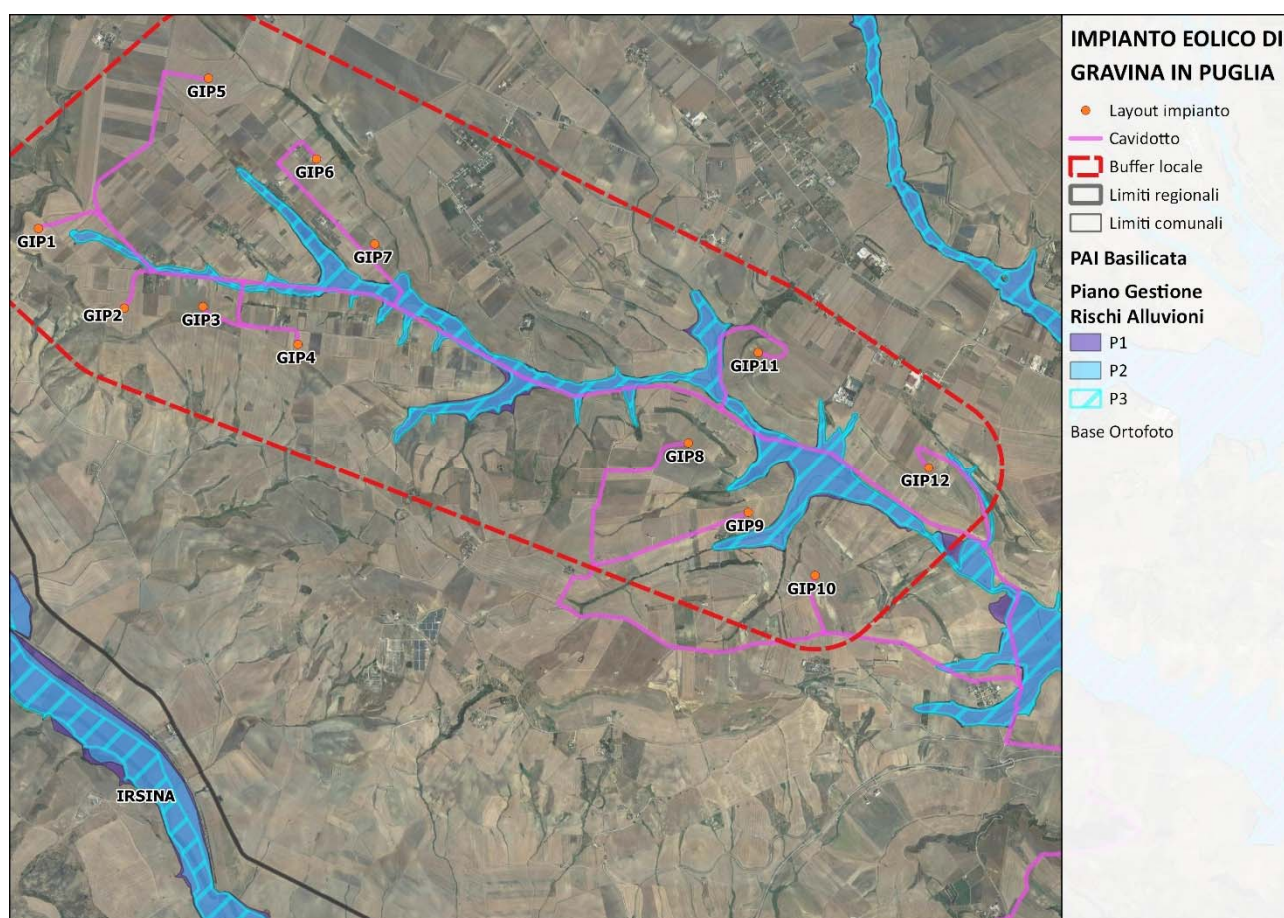 IMPIANTO EOLICO DI
GRAVINA IN PUGLIA
Layout impianto
Cavidotto
Buffer locale
Limiti regionali
Limiti comunali
PAI Basilicata
Piano Gestione
Rischi Alluvioni
P1
P2
P3
Base Ortofoto
GIP5
GIP6
GIP1
GIP7
GIP2
GIP3
GIP4
GIP11
GIP8
GIP12
GIP9
GIP10
IRSINA